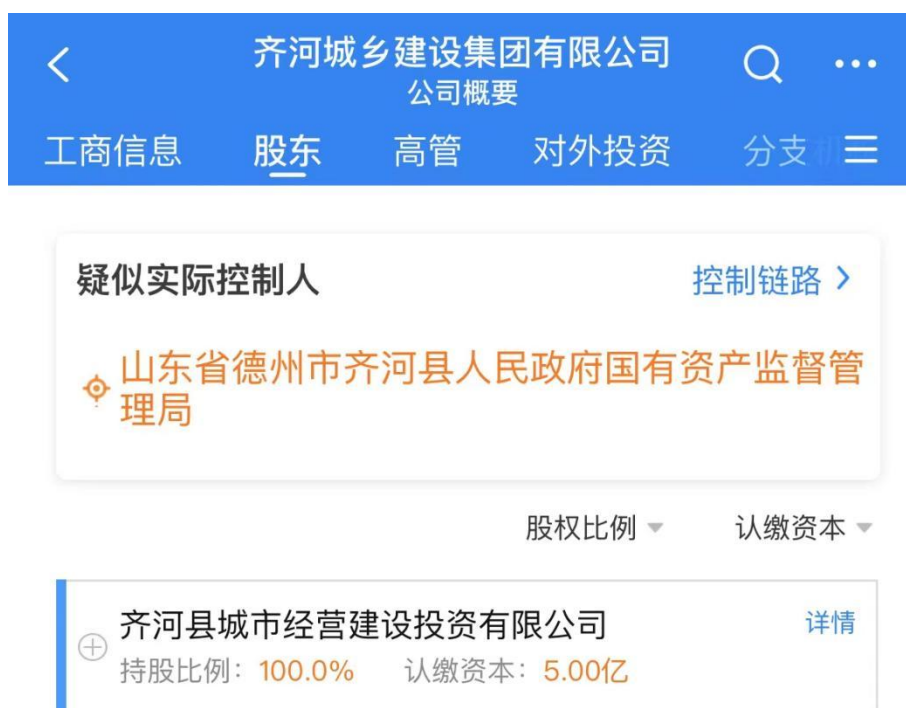 齐河城乡建设集团有限公司
公司概要
工商信息 股东 高管 对外投资 分支机
疑似实际控制人 控制链路
山东省德州市齐河县人民政府国有资产监督管
理局
股权比例 认缴资本
齐河县城市经营建设投资有限公司 详情
持股比例：100.0% 认缴资本：5.00亿